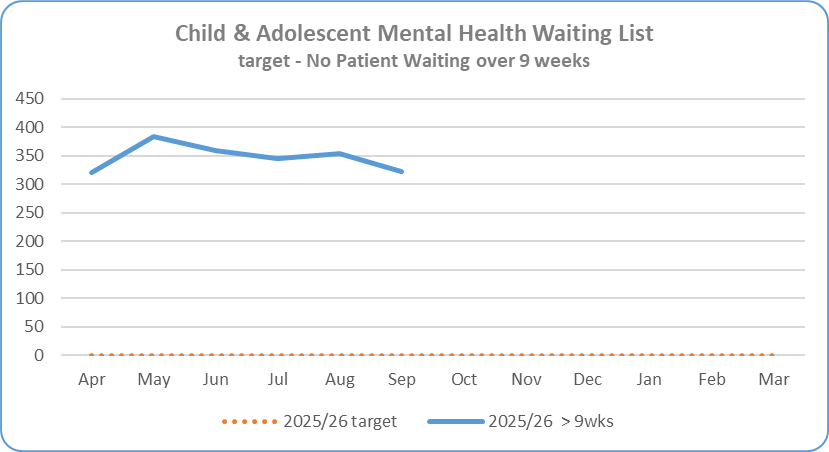 Child & Adolescent Mental Health Waiting List
target - No Patient Waiting over 9 weeks
450
400
350
300
250
200
150
100
50
0
Apr May Jun Jul Aug Sep Oct Nov Dec Jan Feb Mar
2025/26 target 2025/26 > 9wks